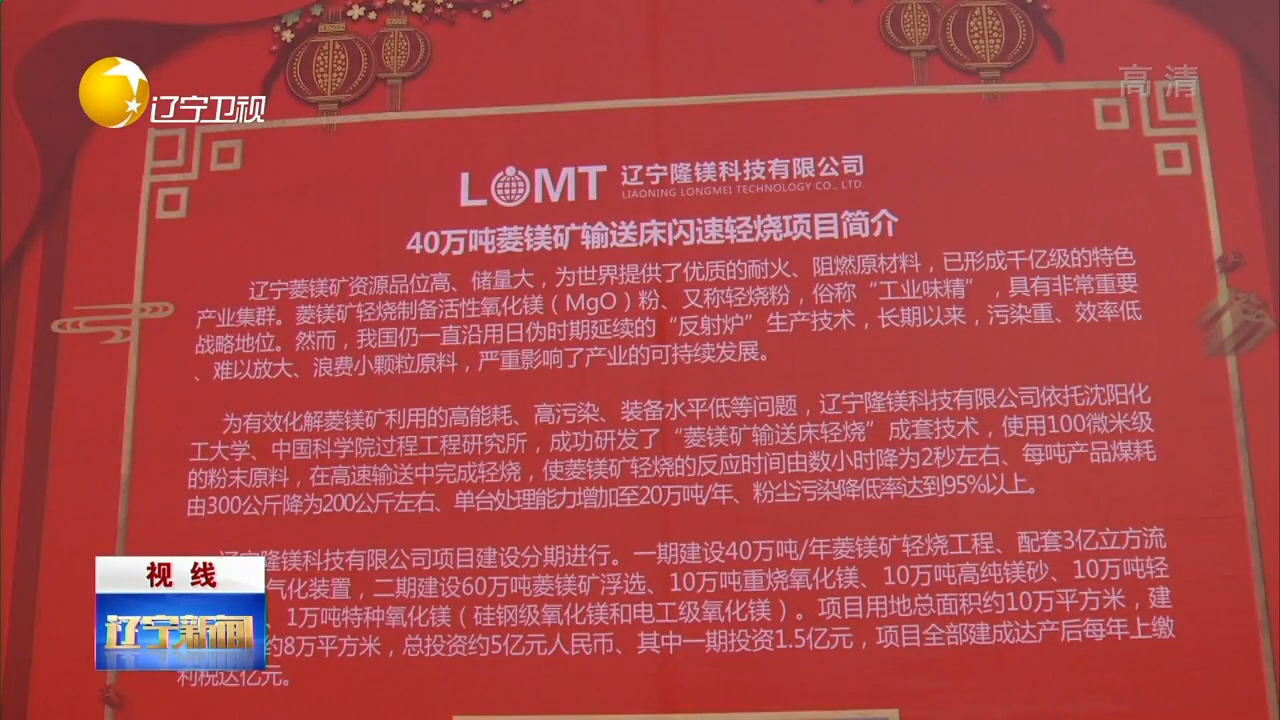 辽宁卫视
高清
LOMT 辽宁隆镁科技有限公司
LIAONING LONGMEI TECHNOLOGY CO., LTD.
40万吨菱镁矿输送床闪速轻烧项目简介
辽宁菱镁矿资源品位高、储量大，为世界提供了优质的耐火、阻燃原材料，已形成千亿级的特色
产业集群。菱镁矿轻烧制备活性氧化镁（MgO）粉、又称轻烧粉，俗称“工业味精”，具有非常重要
战略地位。然而，我国仍一直沿用日伪时期延续的“反射炉”生产技术，长期以来，污染重、效率低
、难以放大、浪费小颗粒原料，严重影响了产业的可持续发展。
为有效化解菱镁矿利用的高能耗、高污染、装备水平低等问题，辽宁隆镁科技有限公司依托沈阳化
工大学、中国科学院过程工程研究所，成功研发了“菱镁矿输送床轻烧”成套技术，使用100微米级
的粉末原料，在高速输送中完成轻烧，使菱镁矿轻烧的反应时间由数小时降为2秒左右、每吨产品煤耗
由300公斤降为200公斤左右、单台处理能力增加至20万吨/年、粉尘污染降低率达到95%以上。
辽宁隆镁科技有限公司项目建设分期进行。一期建设40万吨/年菱镁矿轻烧工程、配套3亿立方流
气化装置，二期建设60万吨菱镁矿浮选、10万吨重烧氧化镁、10万吨高纯镁砂、10万吨轻
、1万吨特种氧化镁（硅钢级氧化镁和电工级氧化镁）。项目用地总面积约10万平方米，建
约8万平方米，总投资约5亿元人民币、其中一期投资1.5亿元，项目全部建成达产后每年上缴
利税达亿元。
视线
辽宁新闻